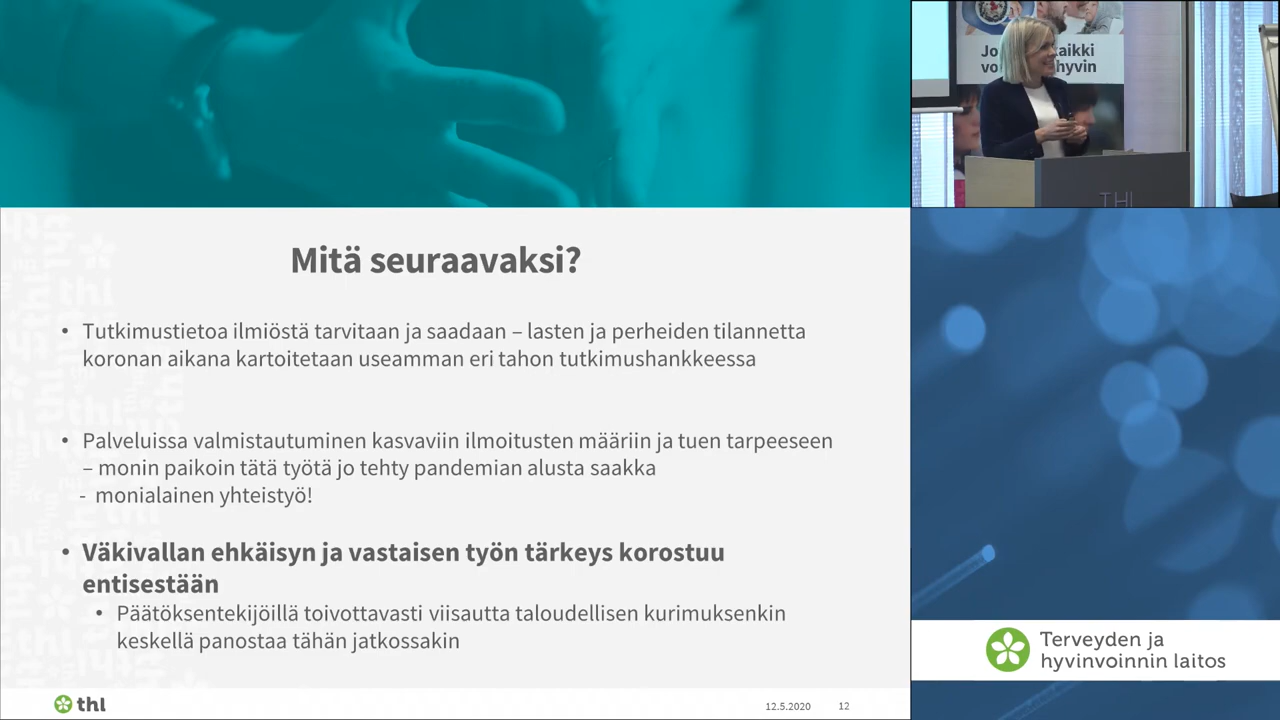 Mitä seuraavaksi?
• Tutkimustietoa ilmiöstä tarvitaan ja saadaan – lasten ja perheiden tilannetta
koronan aikana kartoitetaan useamman eri tahon tutkimushankkeessa
• Palveluissa valmistautuminen kasvaviin ilmoitusten määriin ja tuen tarpeeseen
– monin paikoin tätä työtä jo tehty pandemian alusta saakka
- monialainen yhteistyö!
• Väkivallan ehkäisyn ja vastaisen työn tärkeys korostuu
entisestään
• Päätöksentekijöillä toivottavasti viisautta taloudellisen kurimuksenkin
keskellä panostaa tähän jatkossakin
thl
12.5.2020 12
kaikki
hyvin
THL
Terveyden ja
hyvinvoinnin laitos